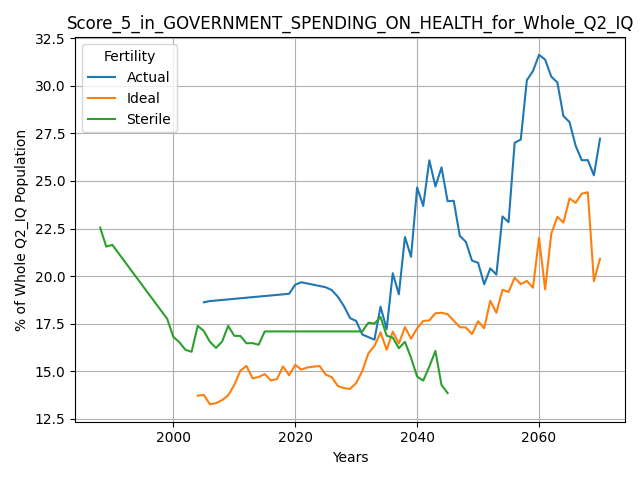 Score_5_in_GOVERNMENT_SPENDING_ON_HEALTH_for_Whole_Q2_IQ
Fertility
Actual
Ideal
Sterile
32.5
30.0
27.5
25.0
22.5
20.0
17.5
15.0
12.5
% of Whole Q2_IQ Population
2000
2020
2040
2060
Years